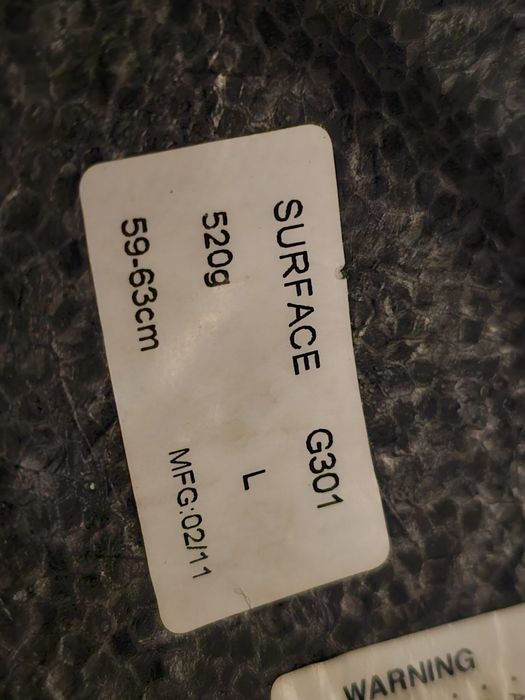 SURFACE G301
520g L
59-63cm MFG:02/11
WARNING